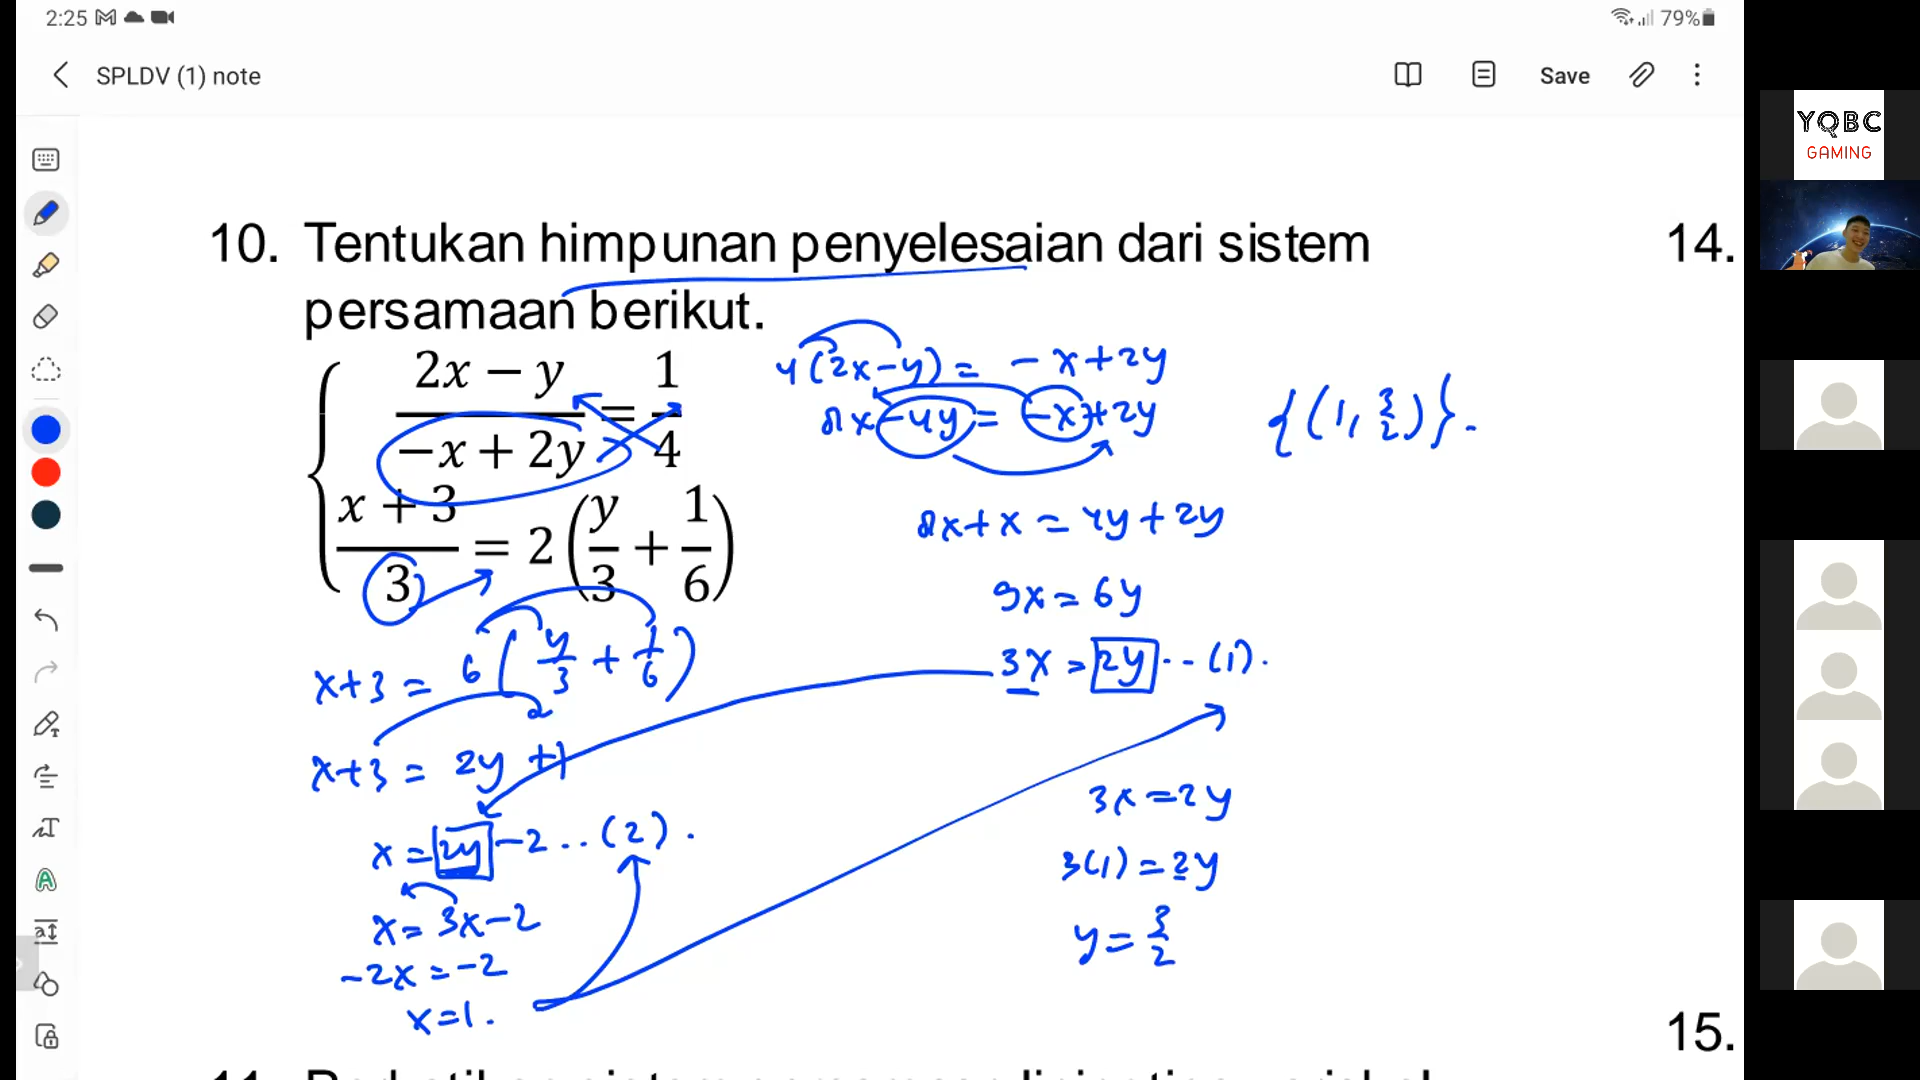 2:25
79%
SPLDV (1) note
Save
YQBC
GAMING
10. Tentukan himpunan penyelesaian dari sistem
persamaan berikut.
(2x − y)/(−x + 2y) = 1/4
(x + 3)/3 = 2(y/3 + 1/6)
x+3 = 6(y/3 + 1/6)
2
x+3 = 2y +1
x = 2y -2 .. (2) .
x = 3x-2
-2x = -2
x=1.
4(2x-y) = -x+2y
8x-4y = -x+2y
8x+x = 4y+2y
9x = 6y
3x = 2y .. (1).
3x=2y
3(1) = 2y
y = 3/2
{(1, 3/2)}.
14.
15.